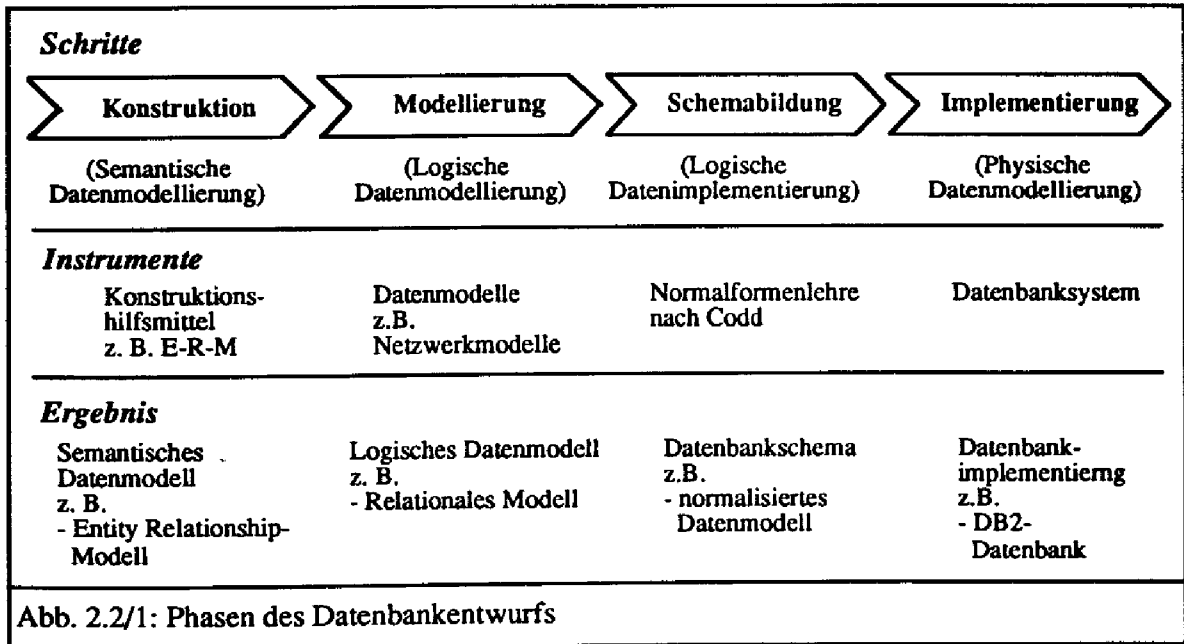 Schritte
Konstruktion
Modellierung
Schemabildung
Implementierung
(Semantische
Datenmodellierung)
(Logische
Datenmodellierung)
(Logische
Datenimplementierung)
(Physische
Datenmodellierung)
Instrumente
Konstruktions-
hilfsmittel
z. B. E-R-M
Datenmodelle
z.B.
Netzwerkmodelle
Normalformenlehre
nach Codd
Datenbanksystem
Ergebnis
Semantisches
Datenmodell
z. B.
- Entity Relationship-
Modell
Logisches Datenmodell
z. B.
- Relationales Modell
Datenbankschema
z.B.
- normalisiertes
Datenmodell
Datenbank-
implementierng
z.B.
- DB2-
Datenbank
Abb. 2.2/1: Phasen des Datenbankentwurfs